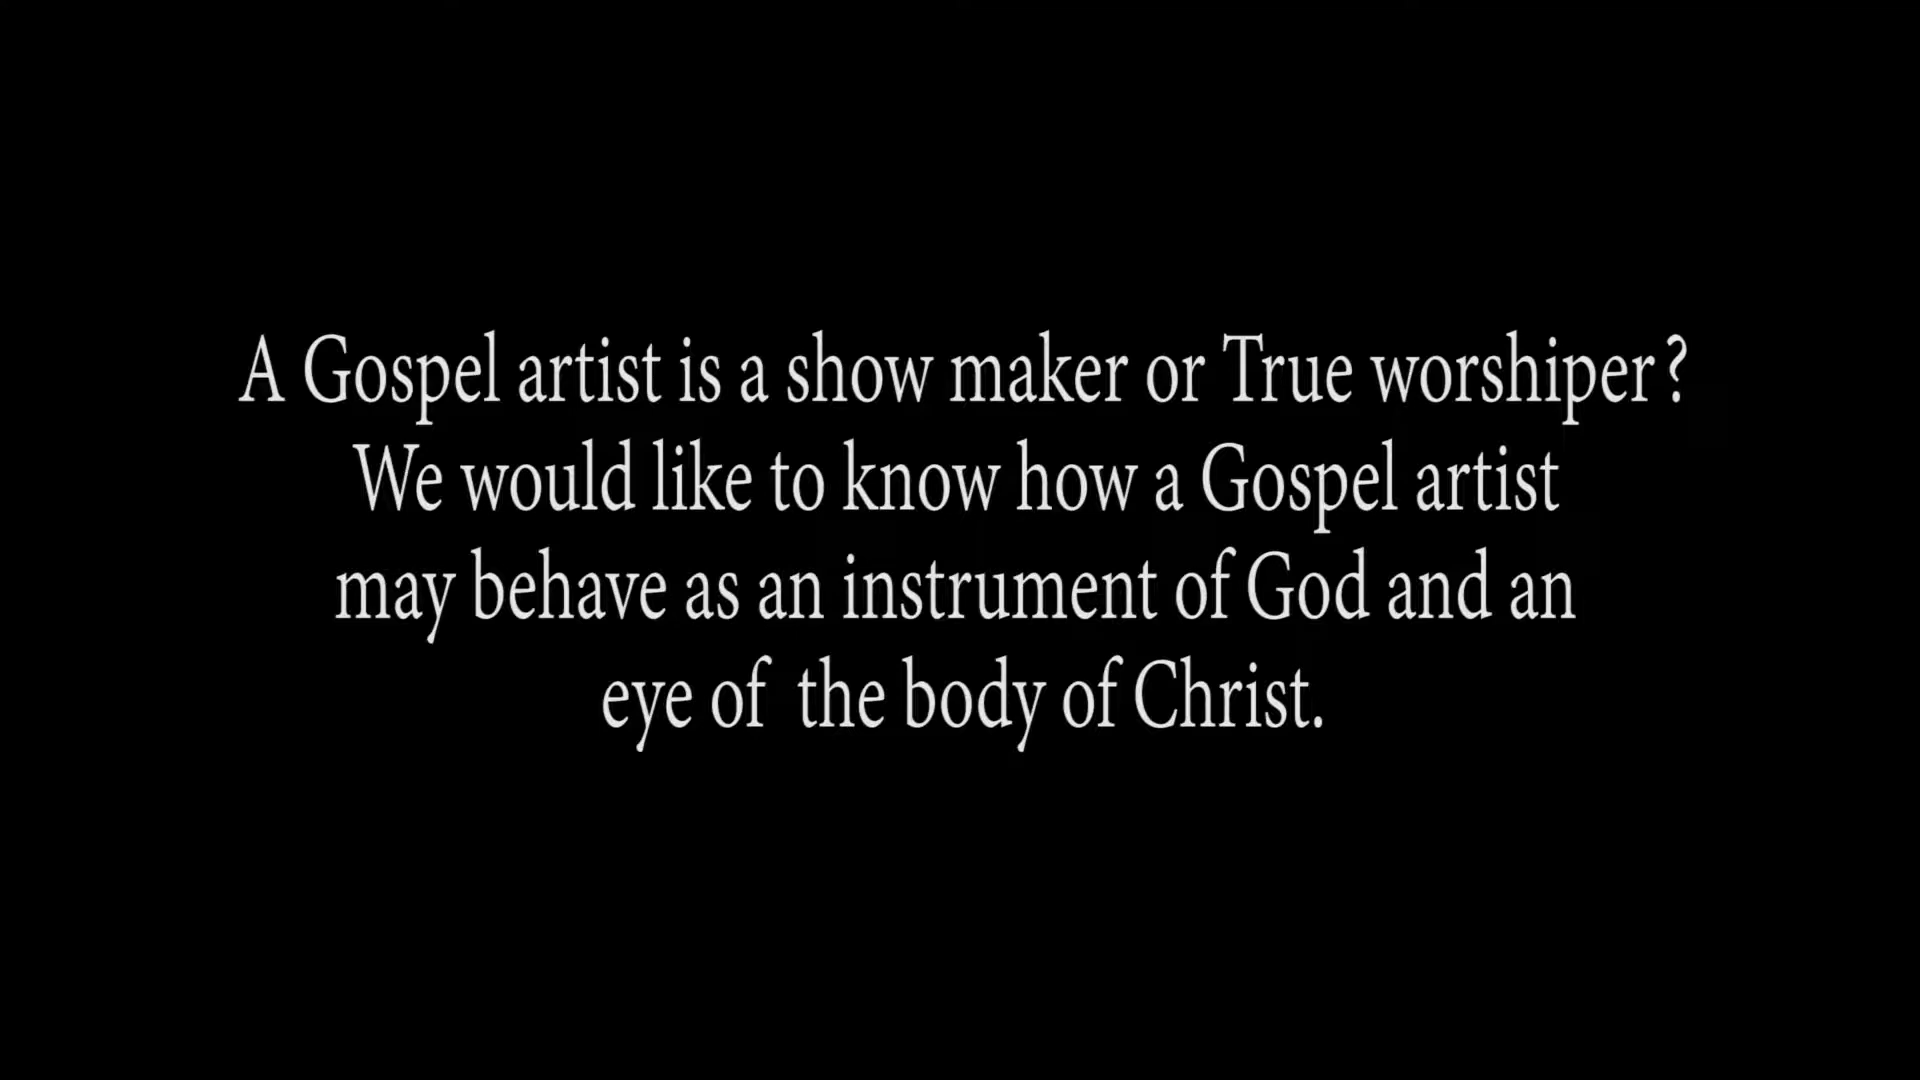 A Gospel artist is a show maker or True worshiper?
We would like to know how a Gospel artist
may behave as an instrument of God and an
eye of the body of Christ.